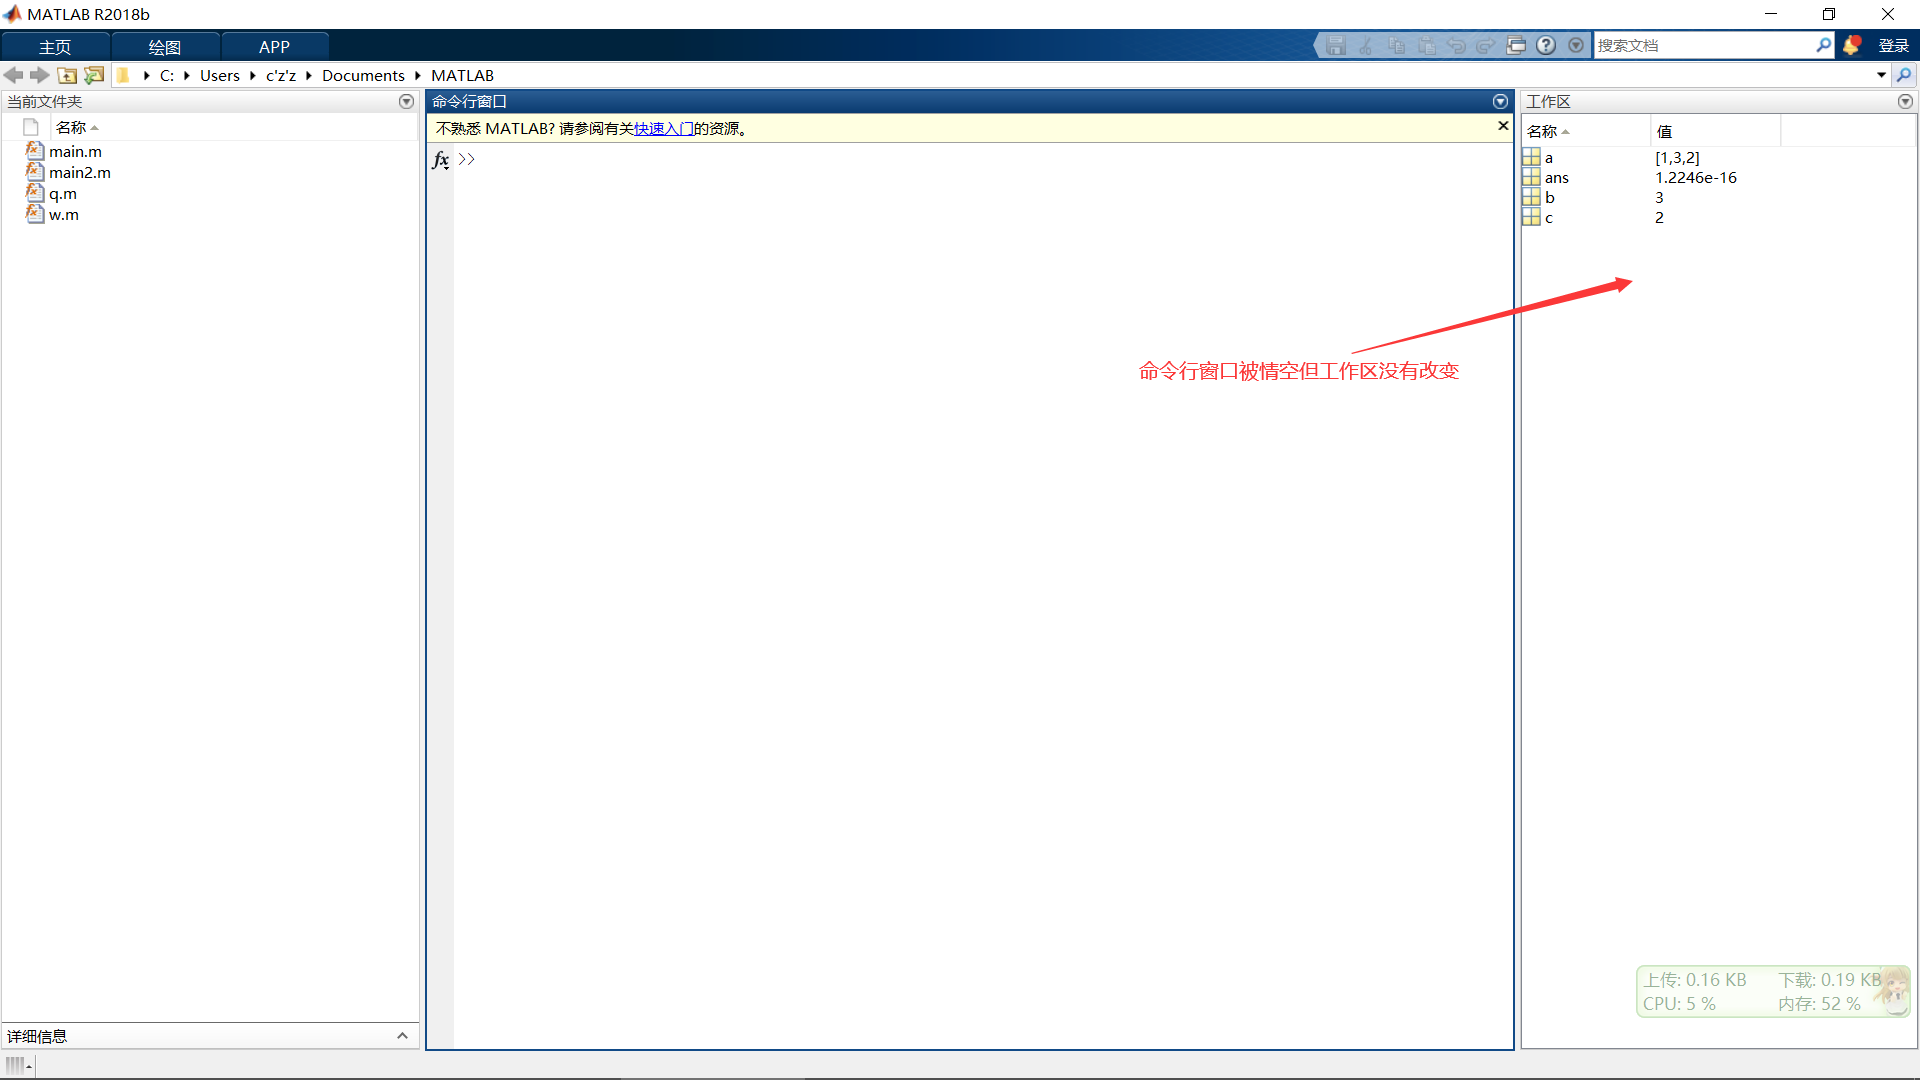 MATLAB R2018b
主页 绘图 APP 搜索文档 登录
C: Users c'z'z Documents MATLAB
当前文件夹
名称
main.m
main2.m
q.m
w.m
详细信息
命令行窗口
不熟悉 MATLAB? 请参阅有关快速入门的资源。
fx >>
命令行窗口被情空但工作区没有改变
工作区
名称 值
a [1,3,2]
ans 1.2246e-16
b 3
c 2
上传: 0.16 KB 下载: 0.19 KB
CPU: 5 % 内存: 52 %